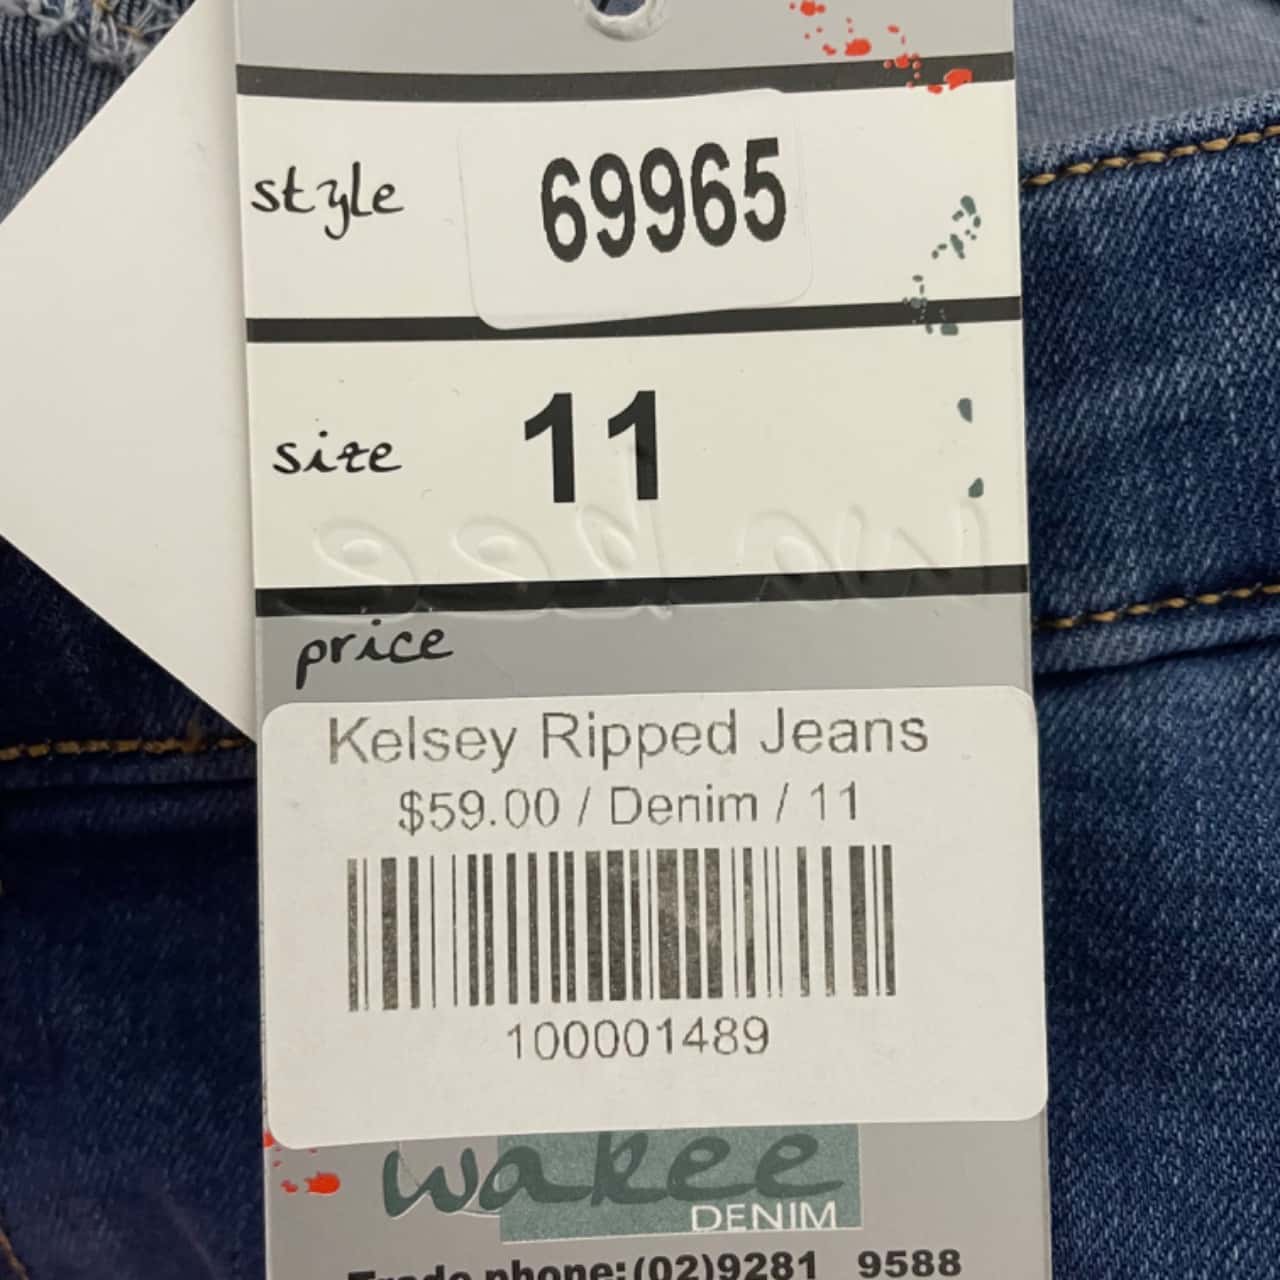 style 69965
size 11
price
Kelsey Ripped Jeans
$59.00 / Denim / 11
100001489
wakee
DENIM
Trade phone:(02)9281 9588